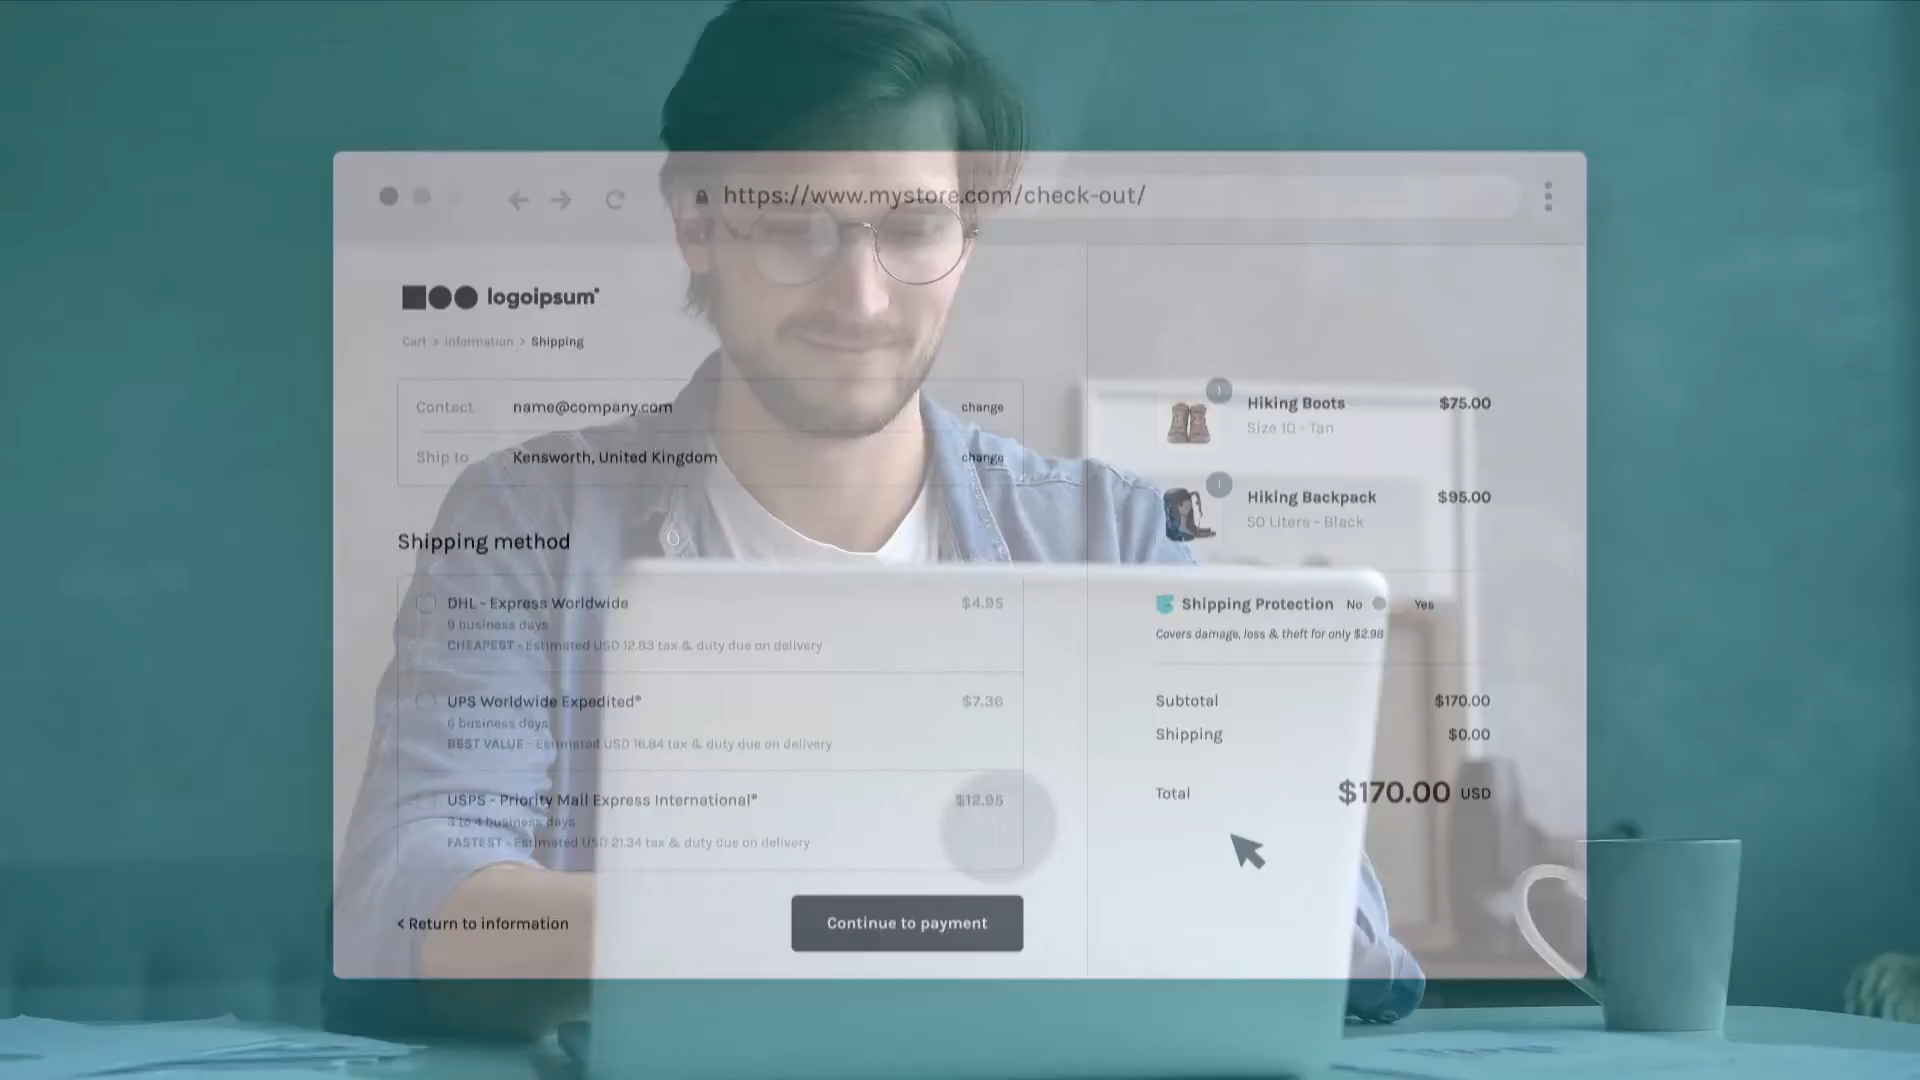 https://www.mystore.com/check-out/
logoipsum
Cart > Information > Shipping
Contact name@company.com change
Ship to Kensworth, United Kingdom change
Shipping method
DHL - Express Worldwide $4.95
9 business days
CHEAPEST - Estimated USD 12.83 tax & duty due on delivery
UPS Worldwide Expedited® $7.36
6 business days
BEST VALUE - Estimated USD 16.84 tax & duty due on delivery
USPS - Priority Mail Express International® $12.95
3 to 4 business days
FASTEST - Estimated USD 21.34 tax & duty due on delivery
< Return to information
Continue to payment
1
Hiking Boots $75.00
Size 10 - Tan
1
Hiking Backpack $95.00
50 Liters - Black
Shipping Protection No Yes
Covers damage, loss & theft for only $2.98
Subtotal $170.00
Shipping $0.00
Total $170.00 USD